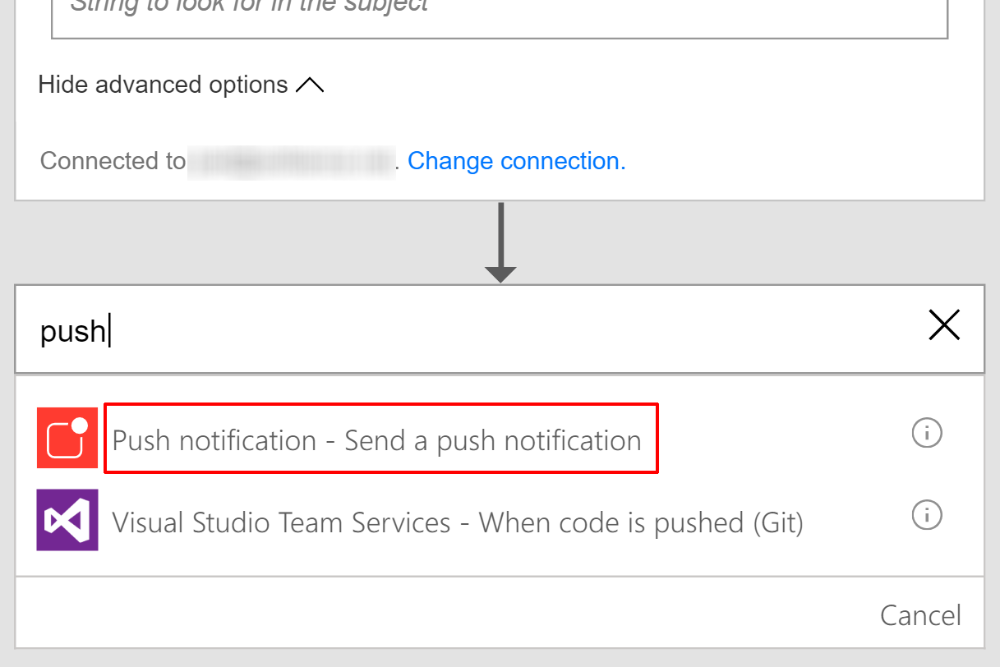 String to look for in the subject
Hide advanced options
Connected to . Change connection.
push
Push notification - Send a push notification
Visual Studio Team Services - When code is pushed (Git)
Cancel